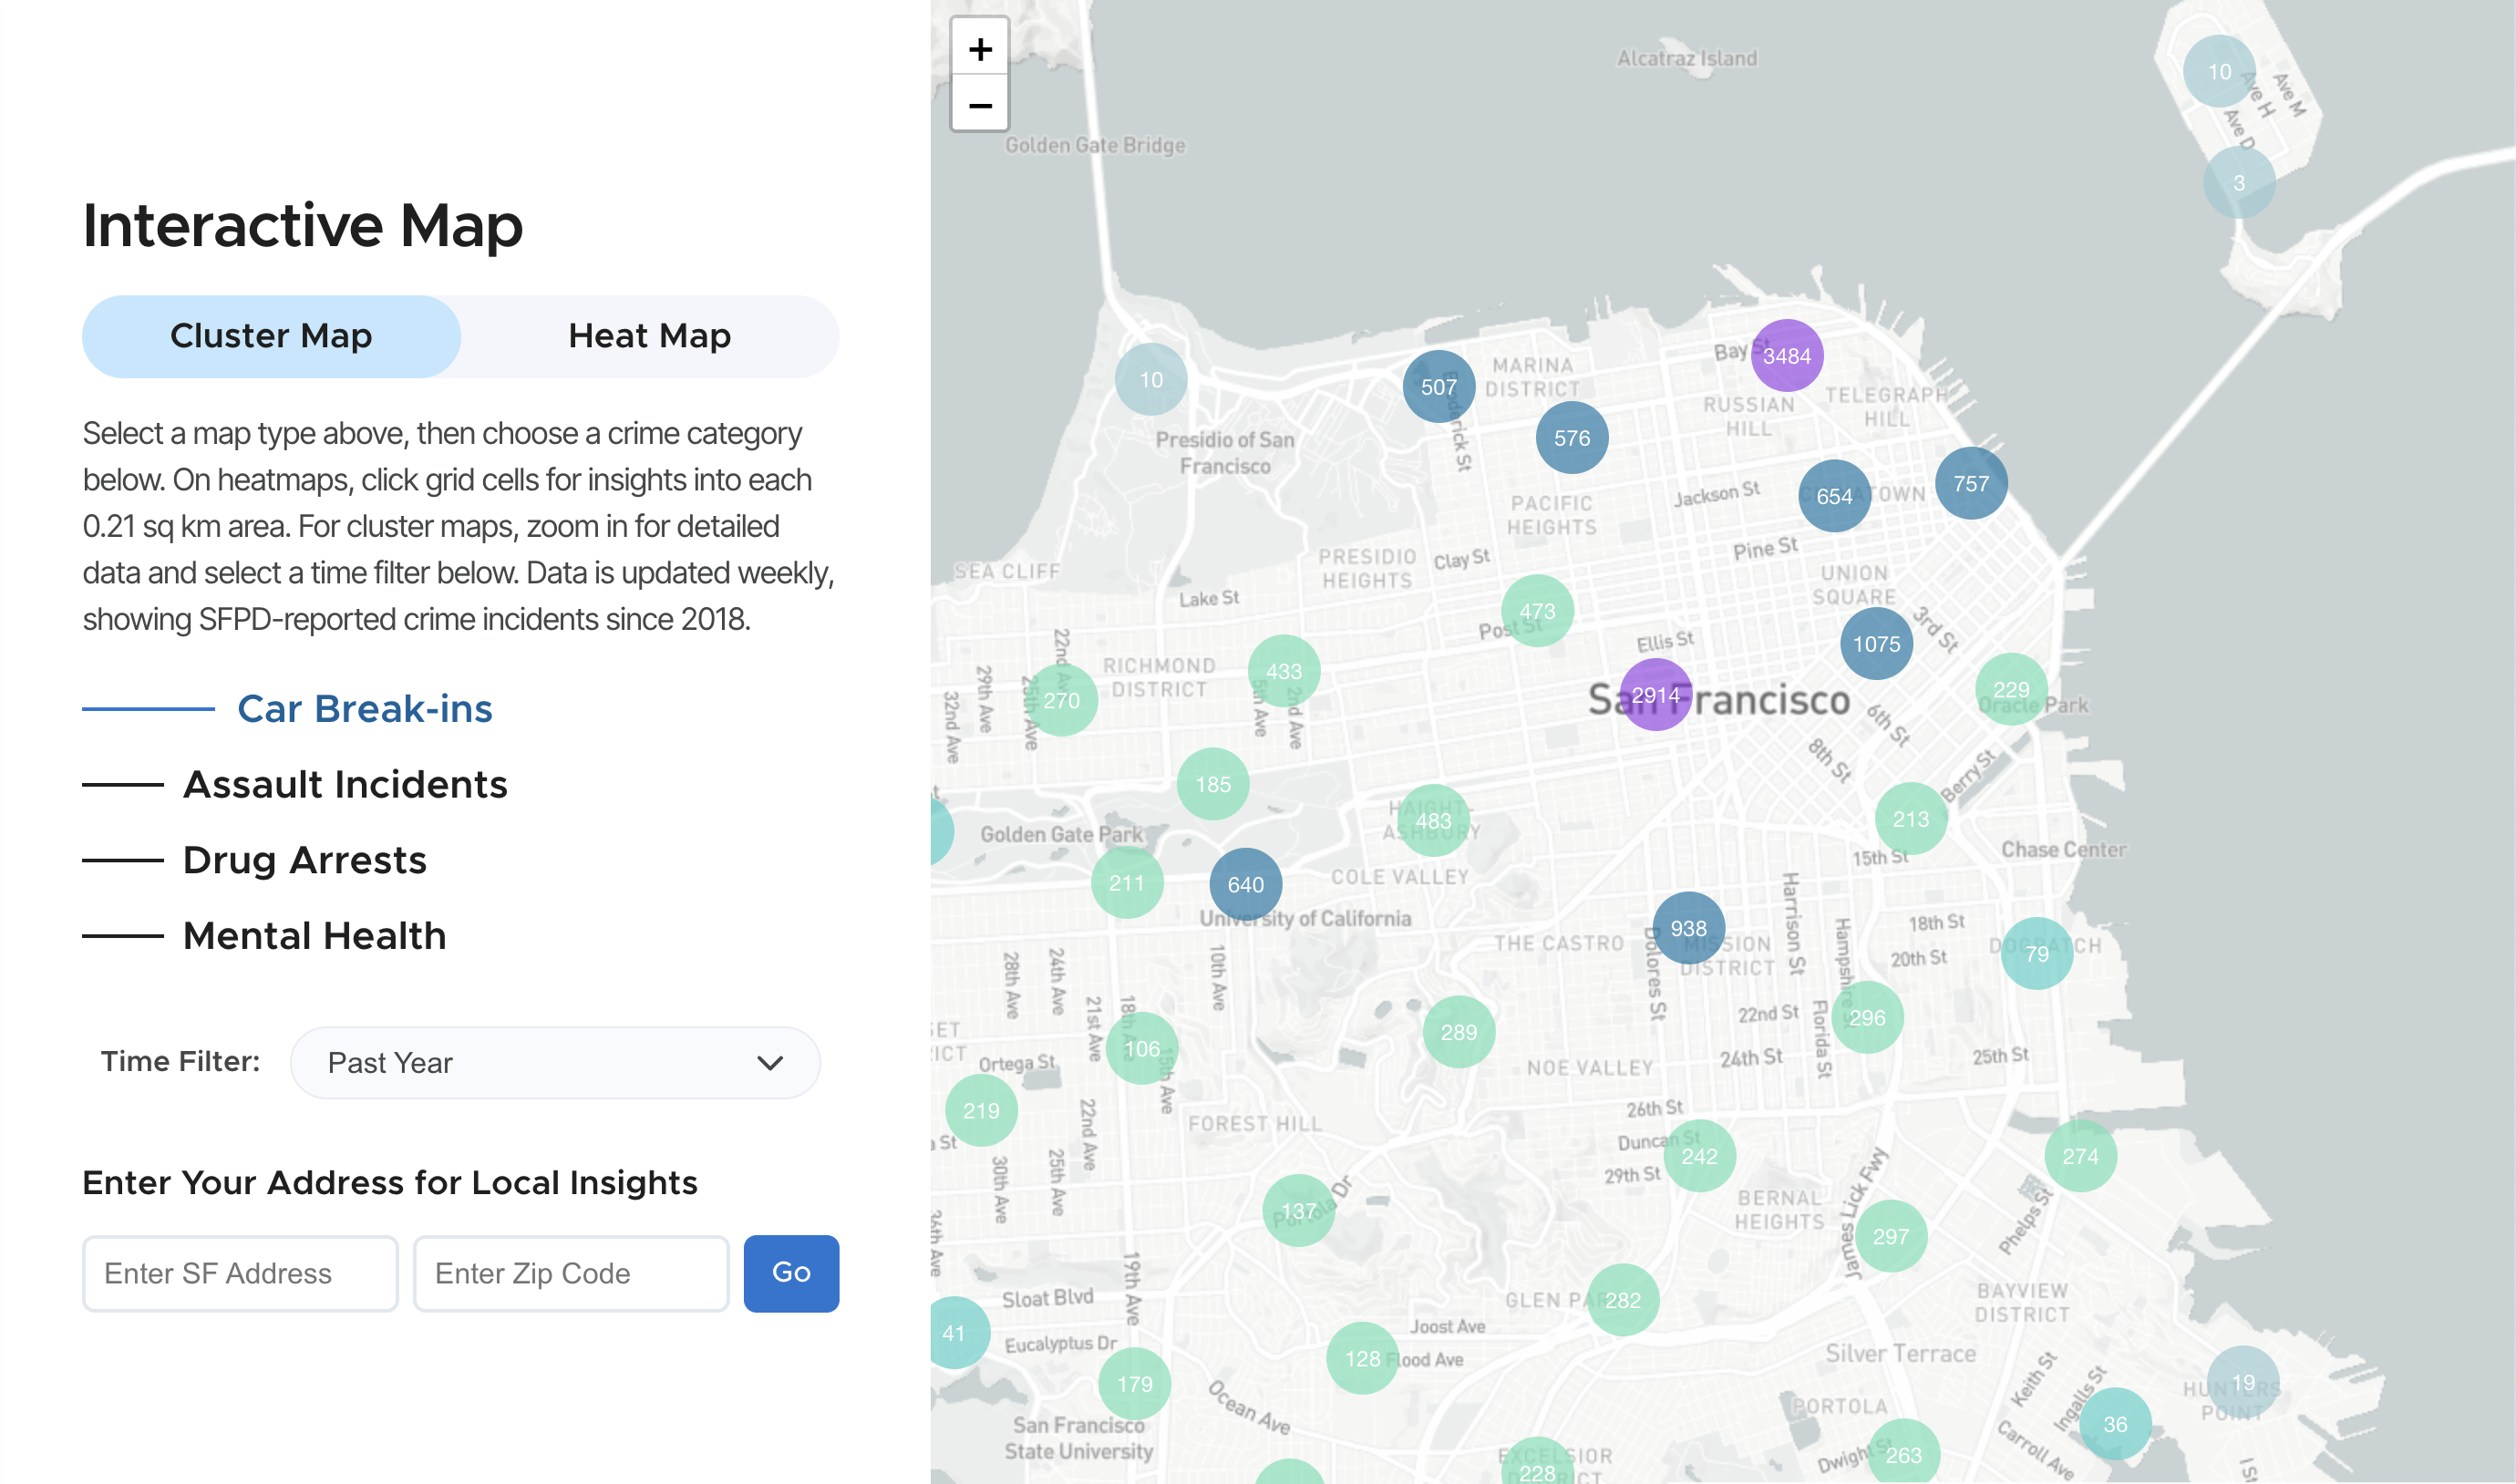 Interactive Map
Cluster Map
Heat Map
Select a map type above, then choose a crime category
below. On heatmaps, click grid cells for insights into each
0.21 sq km area. For cluster maps, zoom in for detailed
data and select a time filter below. Data is updated weekly,
showing SFPD-reported crime incidents since 2018.
Car Break-ins
Assault Incidents
Drug Arrests
Mental Health
Time Filter:
Past Year
Enter Your Address for Local Insights
Enter SF Address
Enter Zip Code
Go
+
−
Alcatraz Island
10
Ave H
Ave M
Ave D
3
Golden Gate Bridge
10
507
MARINA
DISTRICT
Bay St
3484
576
RUSSIAN
HILL
TELEGRAPH
HILL
Presidio of San
Francisco
654
757
Jackson St
PACIFIC
HEIGHTS
Pine St
PRESIDIO
HEIGHTS
Clay St
SEA CLIFF
UNION
SQUARE
Lake St
473
Post St
Ellis St
3rd St
1075
22nd Av
29th Ave
32nd Ave
25th Ave
270
RICHMOND
DISTRICT
433
5th Ave
2nd Ave
2914
San Francisco
229
Oracle Park
6th St
8th St
185
Berry St
Golden Gate Park
HAIGHT-
ASHBURY
483
213
15th St
Chase Center
211
640
COLE VALLEY
University of California
938
Harrison St
Hampshire St
18th St
THE CASTRO
Dolores St
MISSION
DISTRICT
20th St
79
28th Ave
24th Ave
10th Ave
21st Ave
18th A
22nd St
Florida St
296
106
289
Ortega St
15th Ave
NOE VALLEY
24th St
25th St
219
22nd Ave
FOREST HILL
26th St
Duncan St
242
274
30th Ave
25th Ave
29th St
James Lick Fwy
137
Portola Dr
BERNAL
HEIGHTS
297
Phelps St
36th Ave
19th Ave
Sloat Blvd
282
BAYVIEW
DISTRICT
41
Eucalyptus Dr
Joost Ave
128
Flood Ave
Silver Terrace
179
Ocean Ave
Keith St
Ingalls St
19
HUNTERS
POINT
San Francisco
State University
PORTOLA
36
Carroll Ave
EXCELSIOR
228
Dwight St
263